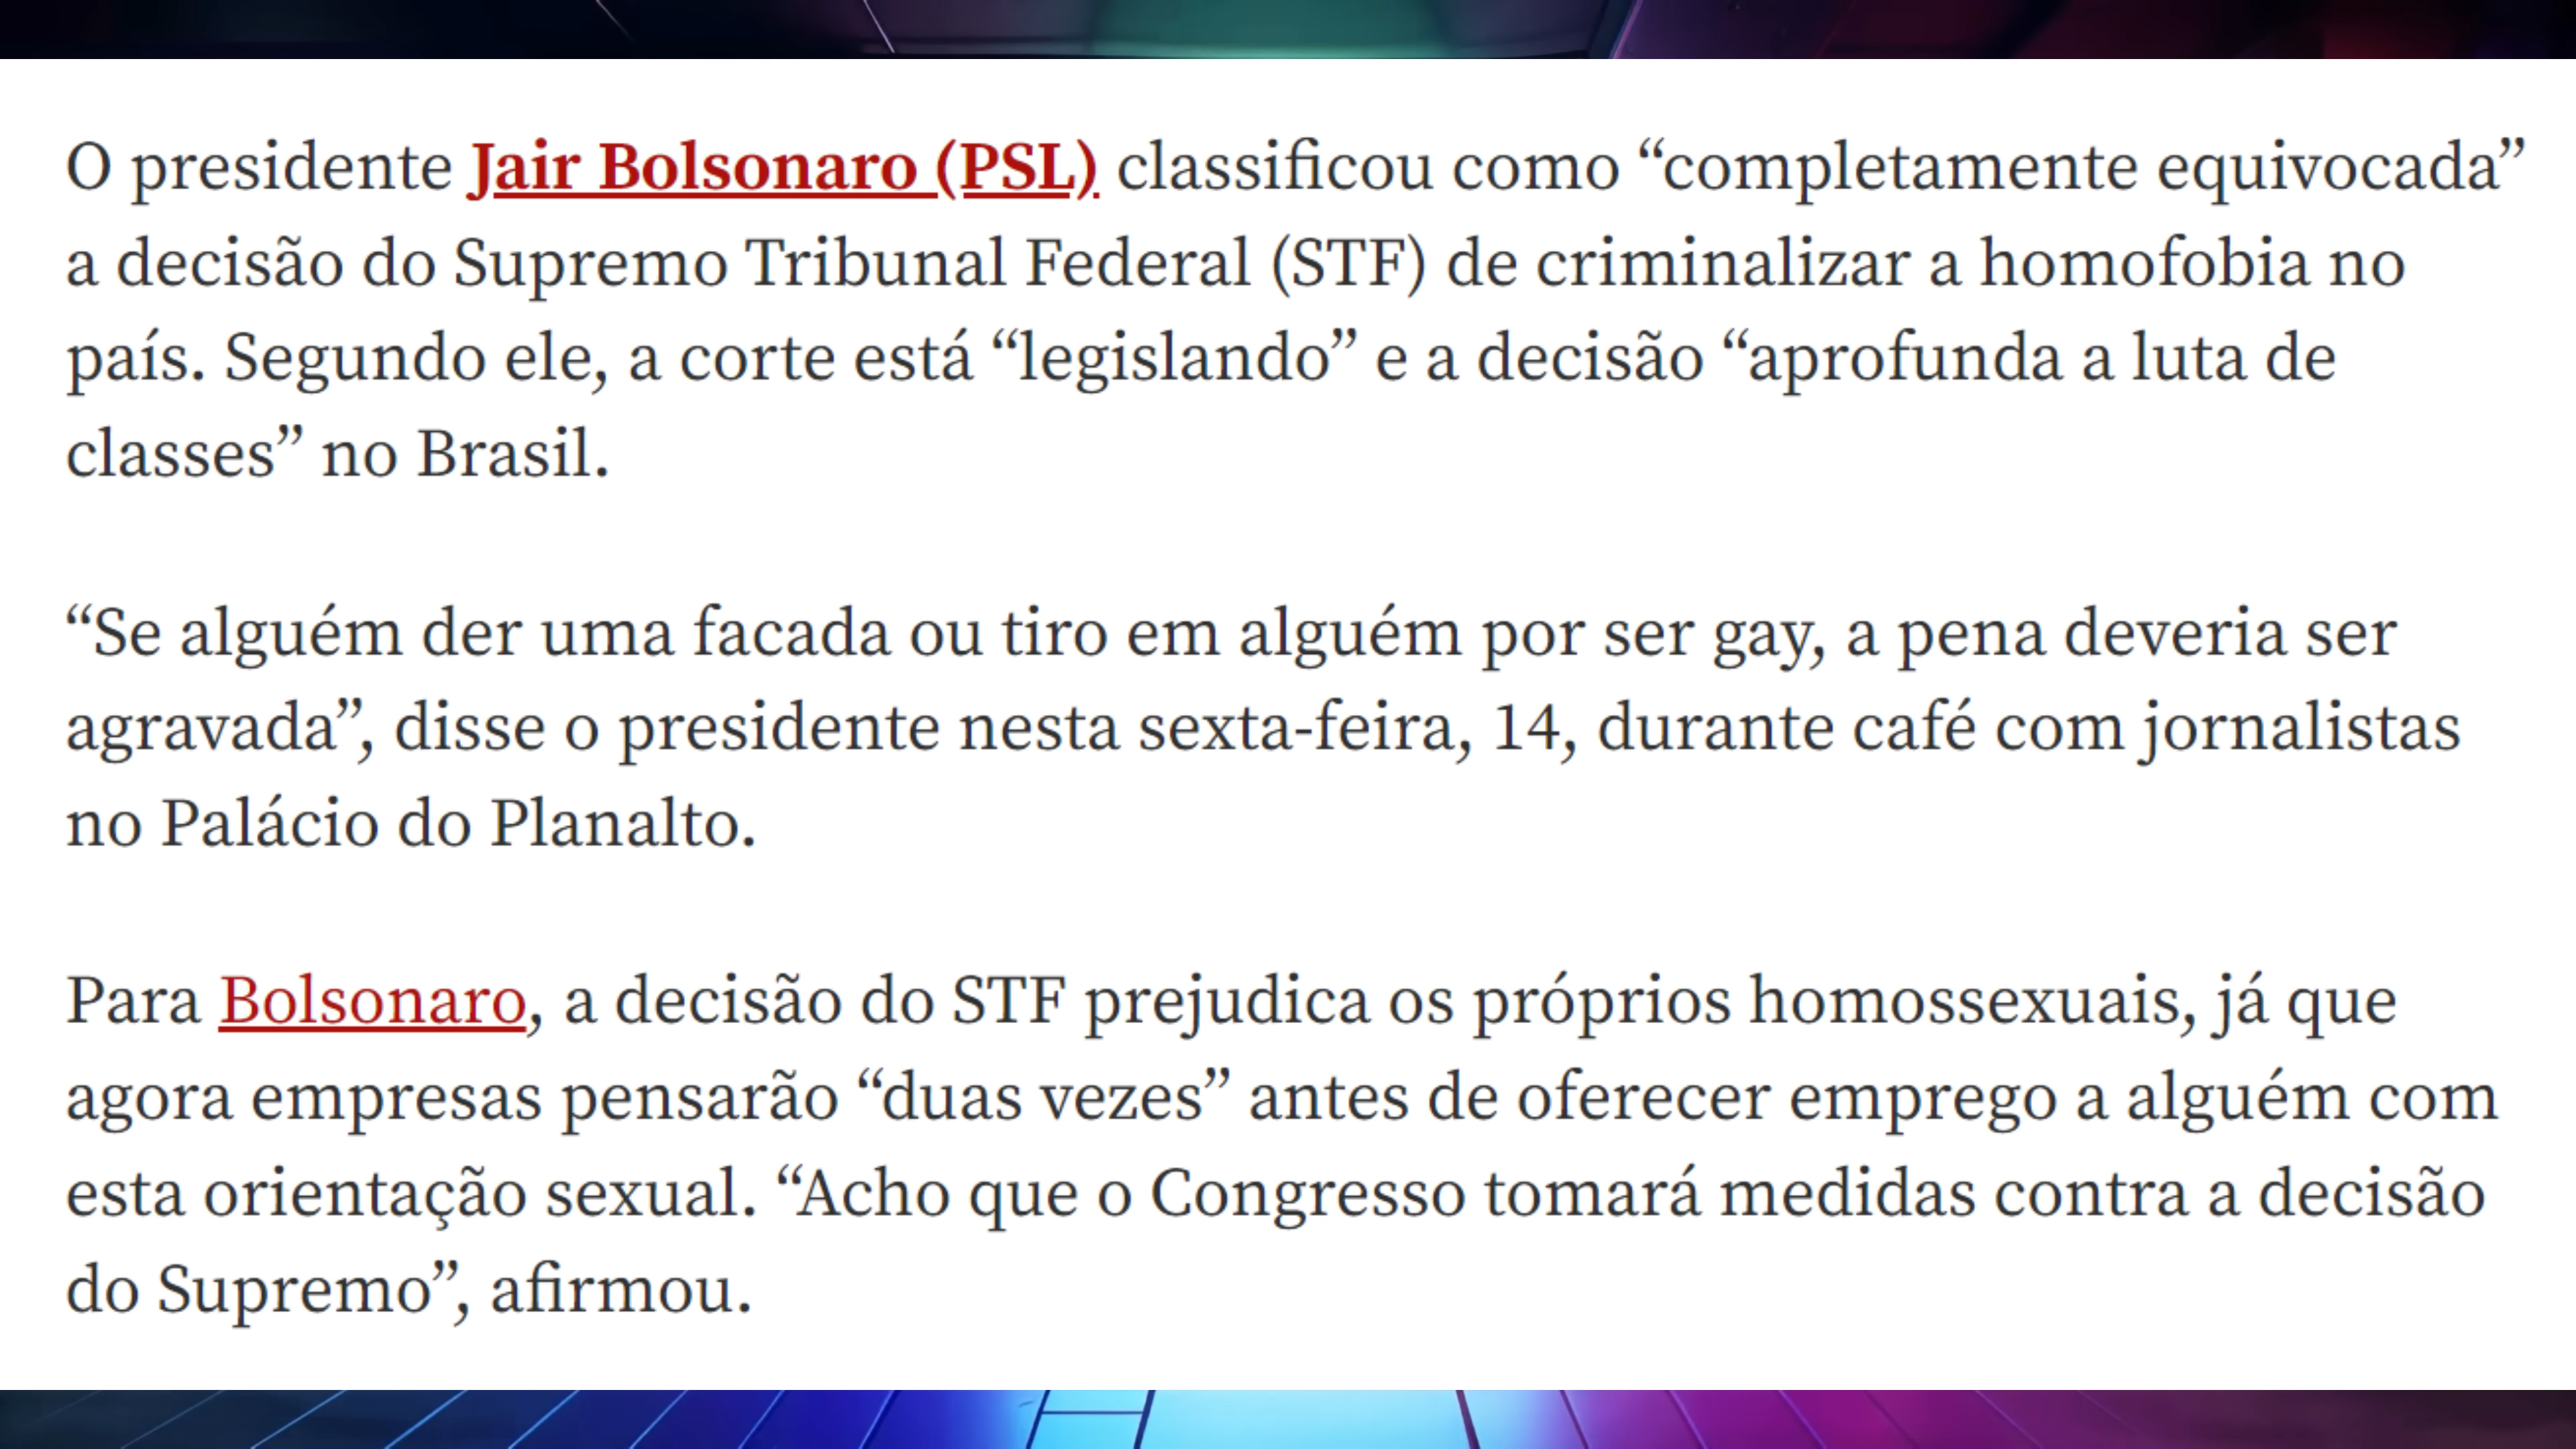 O presidente Jair Bolsonaro (PSL) classificou como “completamente equivocada”
a decisão do Supremo Tribunal Federal (STF) de criminalizar a homofobia no
país. Segundo ele, a corte está “legislando” e a decisão “aprofunda a luta de
classes” no Brasil.
“Se alguém der uma facada ou tiro em alguém por ser gay, a pena deveria ser
agravada”, disse o presidente nesta sexta-feira, 14, durante café com jornalistas
no Palácio do Planalto.
Para Bolsonaro, a decisão do STF prejudica os próprios homossexuais, já que
agora empresas pensarão “duas vezes” antes de oferecer emprego a alguém com
esta orientação sexual. “Acho que o Congresso tomará medidas contra a decisão
do Supremo”, afirmou.